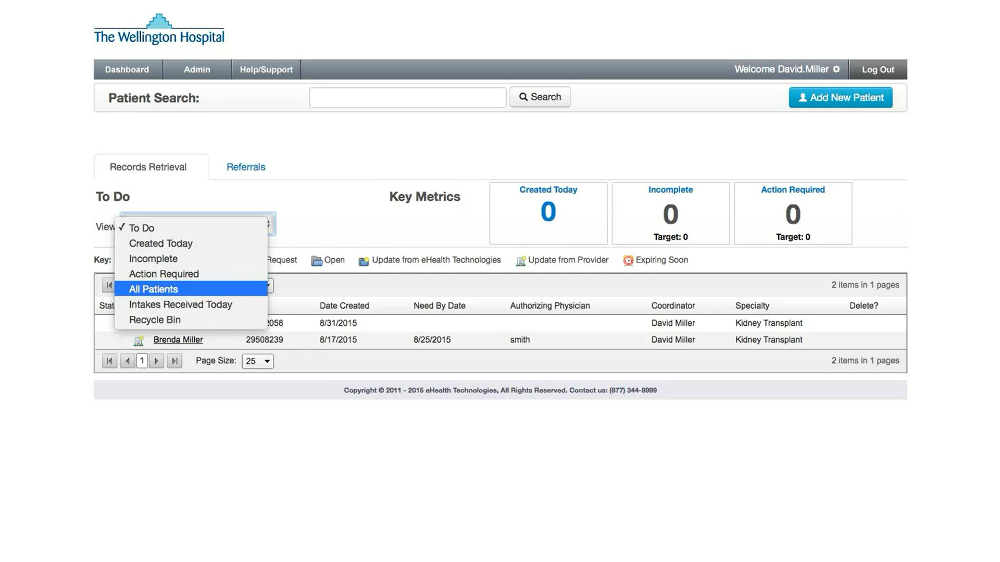 The Wellington Hospital
Dashboard Admin Help/Support Welcome David.Miller Log Out
Patient Search: Search Add New Patient
Records Retrieval Referrals
To Do Key Metrics
Created Today Incomplete Action Required
0 0 0
Target: 0 Target: 0
View
✓ To Do
Created Today
Incomplete
Action Required
All Patients
Intakes Received Today
Recycle Bin
Key: Request Open Update from eHealth Technologies Update from Provider Expiring Soon
2 items in 1 pages
Date Created Need By Date Authorizing Physician Coordinator Specialty Delete?
8/31/2015 David Miller Kidney Transplant
Brenda Miller 29508239 8/17/2015 8/25/2015 smith David Miller Kidney Transplant
1 Page Size: 25 2 items in 1 pages
Copyright © 2011 - 2015 eHealth Technologies, All Rights Reserved. Contact us: (877) 344-8999